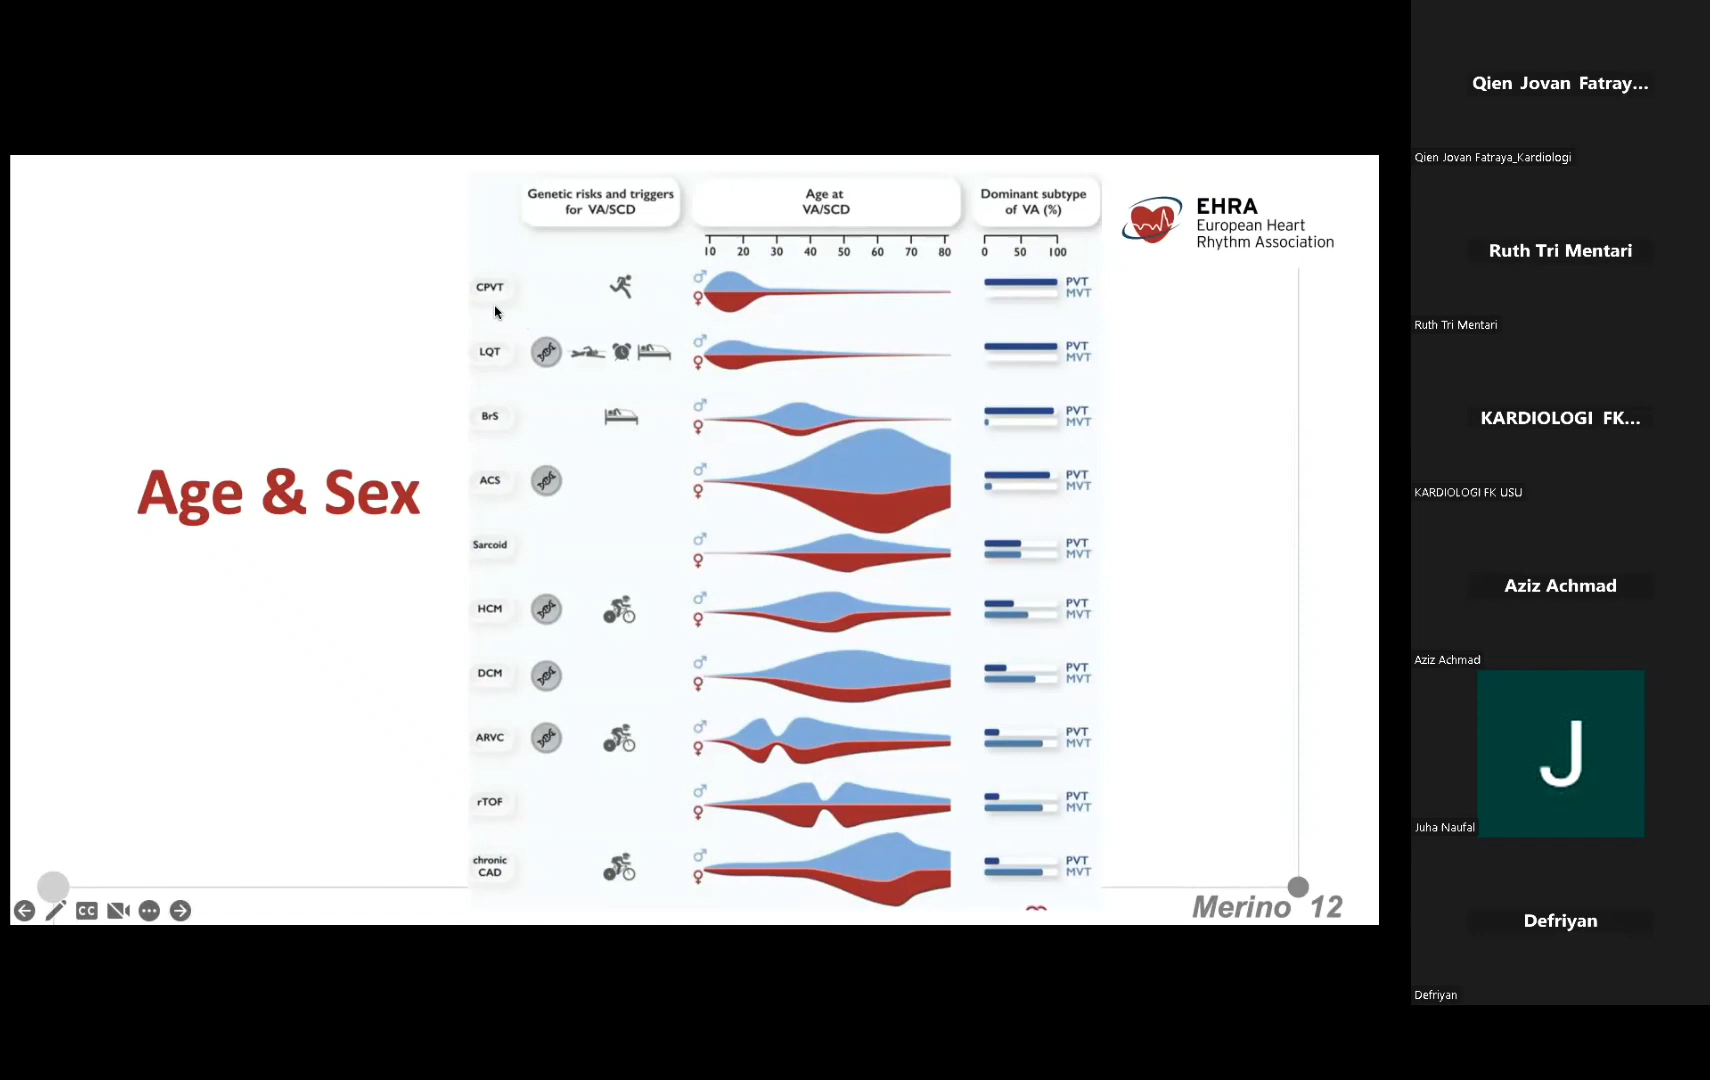 Genetic risks and triggers
for VA/SCD
Age at
VA/SCD
Dominant subtype
of VA (%)
EHRA
European Heart
Rhythm Association
10 20 30 40 50 60 70 80
0 50 100
CPVT
PVT
MVT
LQT
PVT
MVT
BrS
PVT
MVT
Age & Sex
ACS
PVT
MVT
Sarcoid
PVT
MVT
HCM
PVT
MVT
DCM
PVT
MVT
ARVC
PVT
MVT
rTOF
PVT
MVT
chronic
CAD
PVT
MVT
CC
Merino 12
Qien Jovan Fatray...
Qien Jovan Fatraya_Kardiologi
Ruth Tri Mentari
Ruth Tri Mentari
KARDIOLOGI FK...
KARDIOLOGI FK USU
Aziz Achmad
Aziz Achmad
J
Juha Naufal
Defriyan
Defriyan